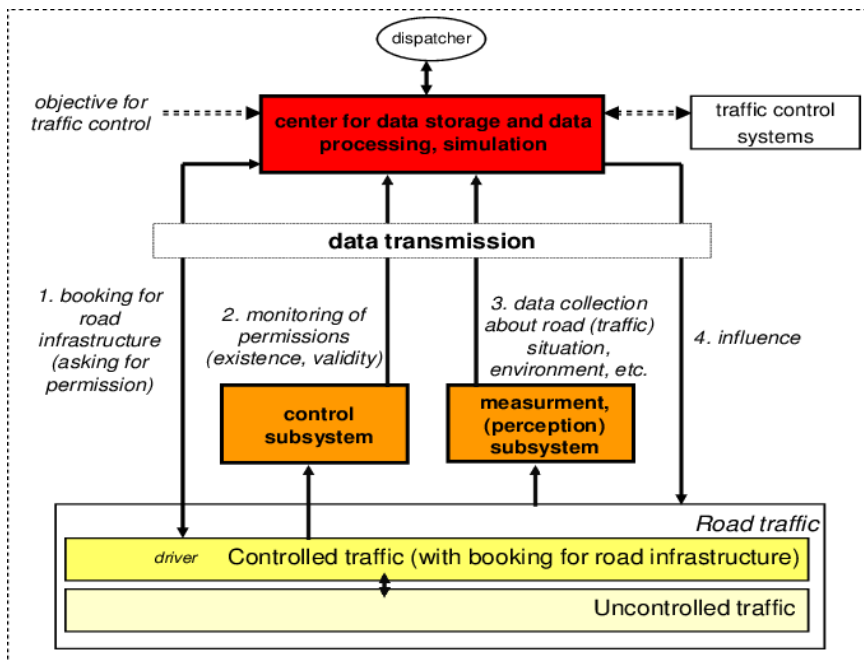 dispatcher
objective for
traffic control
center for data storage and data
processing, simulation
traffic control
systems
data transmission
1. booking for
road
infrastructure
(asking for
permission)
2. monitoring of
permissions
(existence, validity)
3. data collection
about road (traffic)
situation,
environment, etc.
4. influence
control
subsystem
measurment,
(perception)
subsystem
Road traffic
driver
Controlled traffic (with booking for road infrastructure)
Uncontrolled traffic